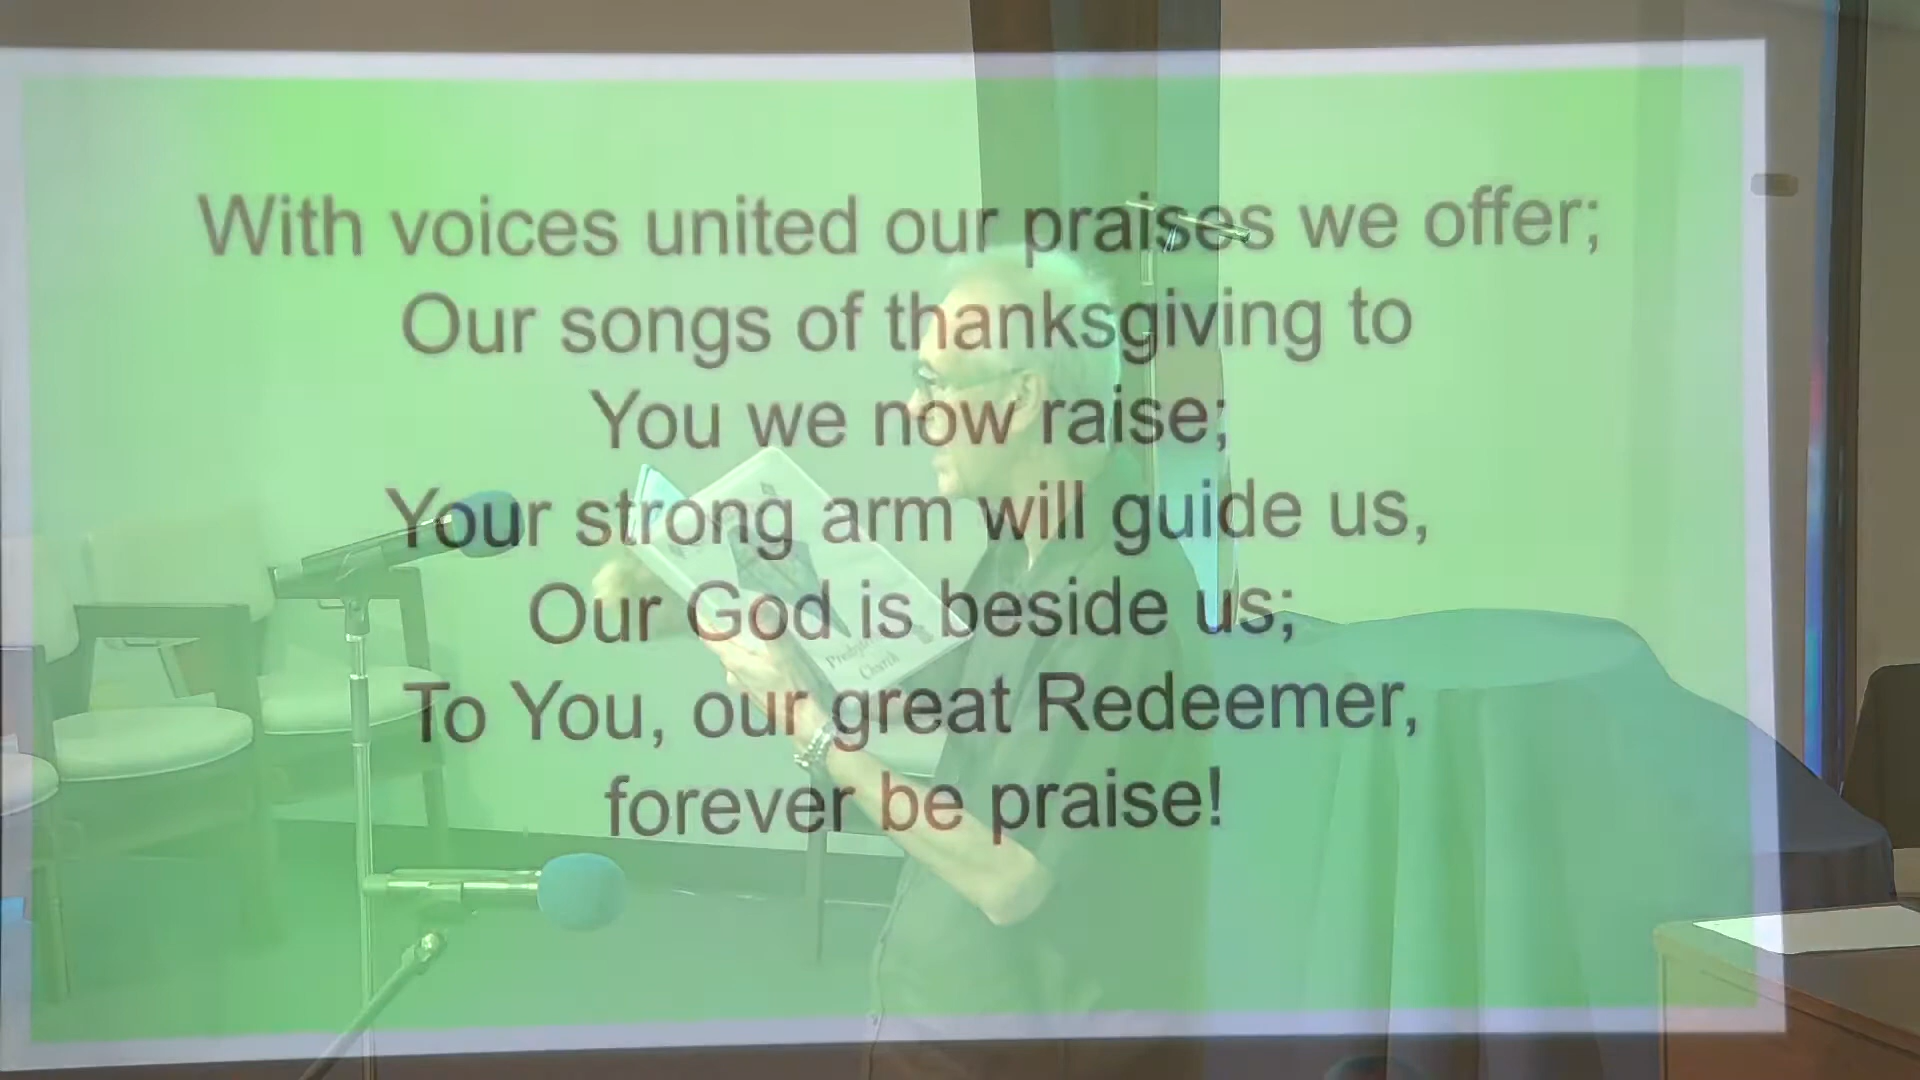 With voices united our praises we offer;
Our songs of thanksgiving to
You we now raise;
Your strong arm will guide us,
Our God is beside us;
To You, our great Redeemer,
forever be praise!
Church